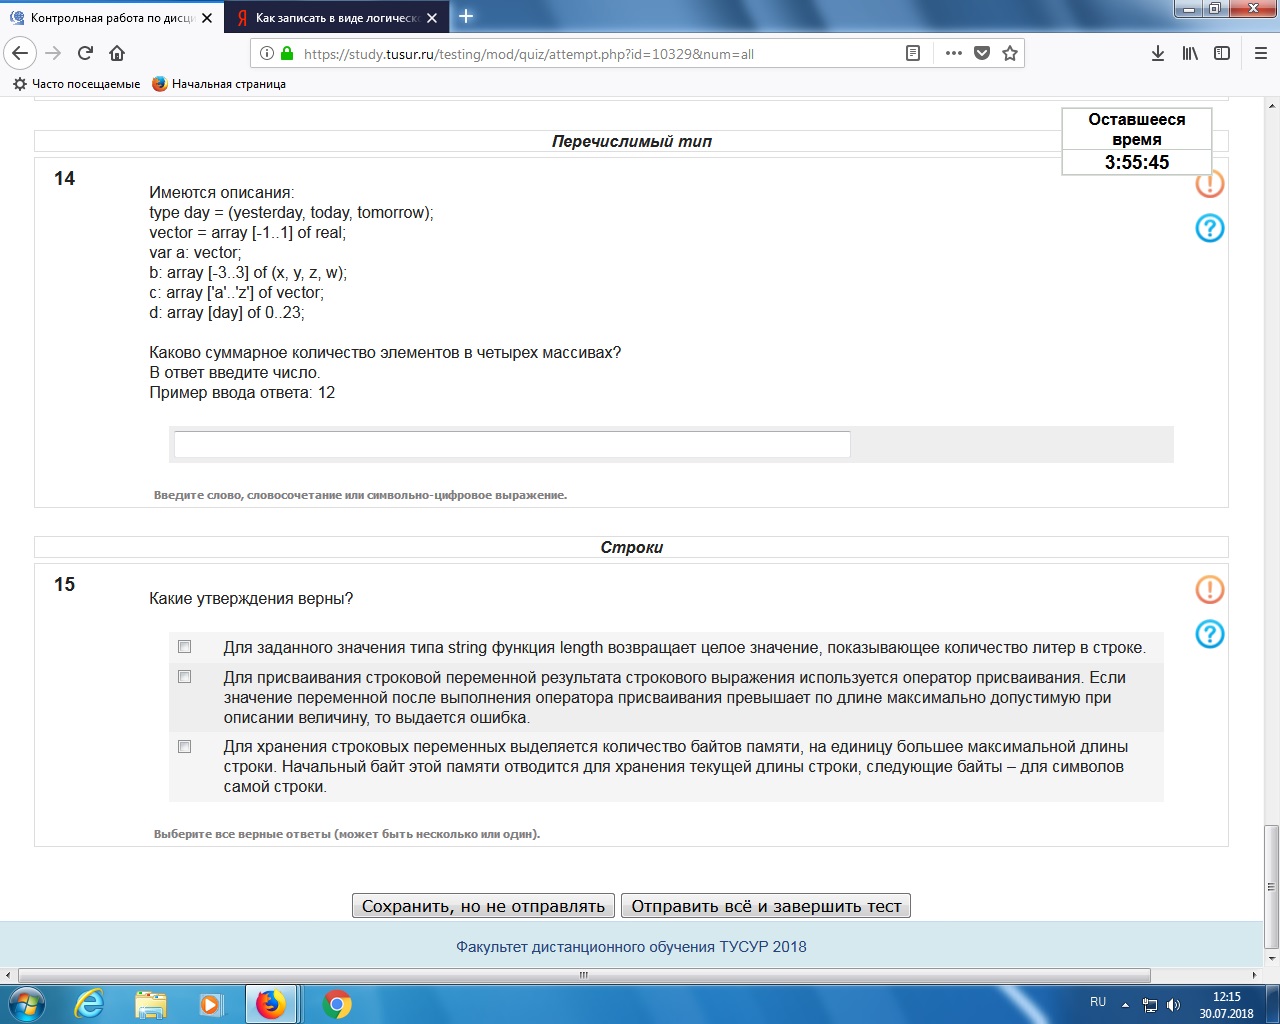 Контрольная работа по дисци
Как записать в виде логическ
https://study.tusur.ru/testing/mod/quiz/attempt.php?id=10329&num=all
Часто посещаемые
Начальная страница
Оставшееся
время
3:55:45
Перечислимый тип
14
Имеются описания:
type day = (yesterday, today, tomorrow);
vector = array [-1..1] of real;
var a: vector;
b: array [-3..3] of (x, y, z, w);
c: array ['a'..'z'] of vector;
d: array [day] of 0..23;
Каково суммарное количество элементов в четырех массивах?
В ответ введите число.
Пример ввода ответа: 12
Введите слово, словосочетание или символьно-цифровое выражение.
Строки
15
Какие утверждения верны?
Для заданного значения типа string функция length возвращает целое значение, показывающее количество литер в строке.
Для присваивания строковой переменной результата строкового выражения используется оператор присваивания. Если
значение переменной после выполнения оператора присваивания превышает по длине максимально допустимую при
описании величину, то выдается ошибка.
Для хранения строковых переменных выделяется количество байтов памяти, на единицу большее максимальной длины
строки. Начальный байт этой памяти отводится для хранения текущей длины строки, следующие байты – для символов
самой строки.
Выберите все верные ответы (может быть несколько или один).
Сохранить, но не отправлять
Отправить всё и завершить тест
Факультет дистанционного обучения ТУСУР 2018
RU
12:15
30.07.2018